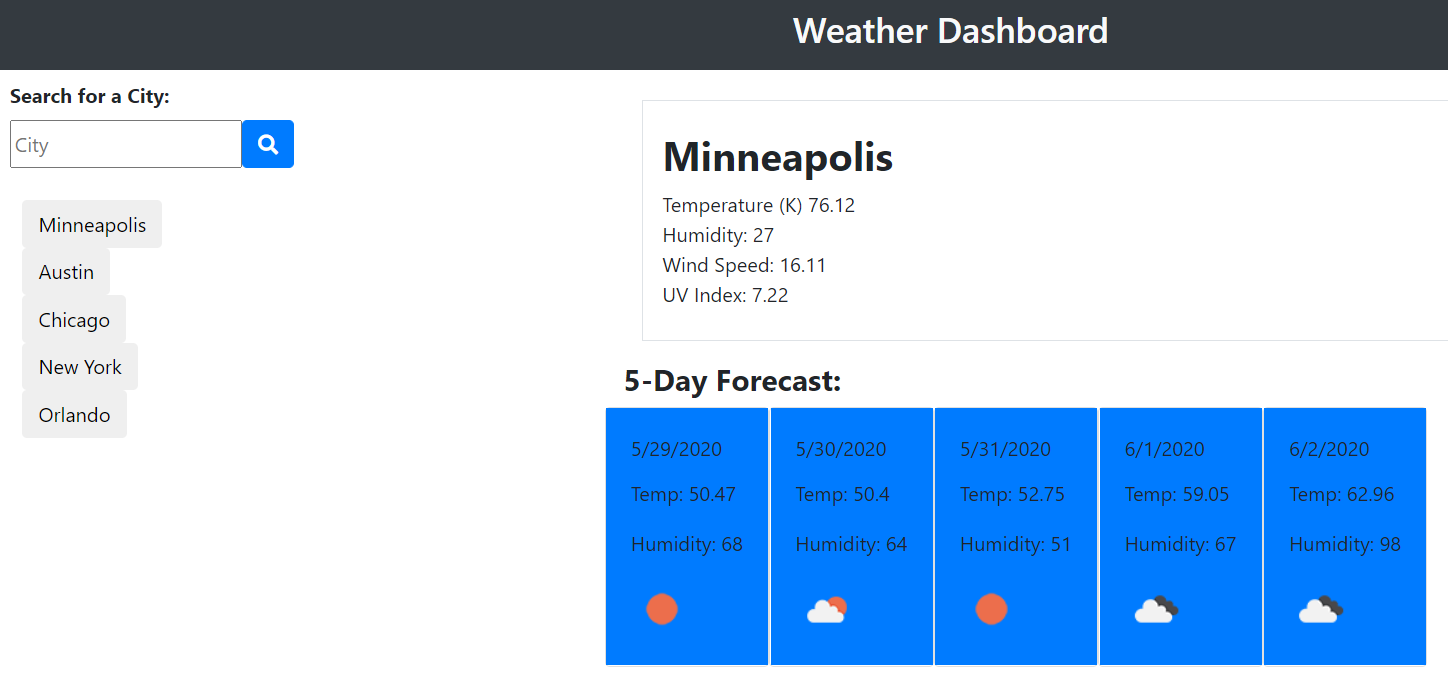 Weather Dashboard
Search for a City:
City
Minneapolis
Austin
Chicago
New York
Orlando
Minneapolis
Temperature (K) 76.12
Humidity: 27
Wind Speed: 16.11
UV Index: 7.22
5-Day Forecast:
5/29/2020
Temp: 50.47
Humidity: 68
5/30/2020
Temp: 50.4
Humidity: 64
5/31/2020
Temp: 52.75
Humidity: 51
6/1/2020
Temp: 59.05
Humidity: 67
6/2/2020
Temp: 62.96
Humidity: 98